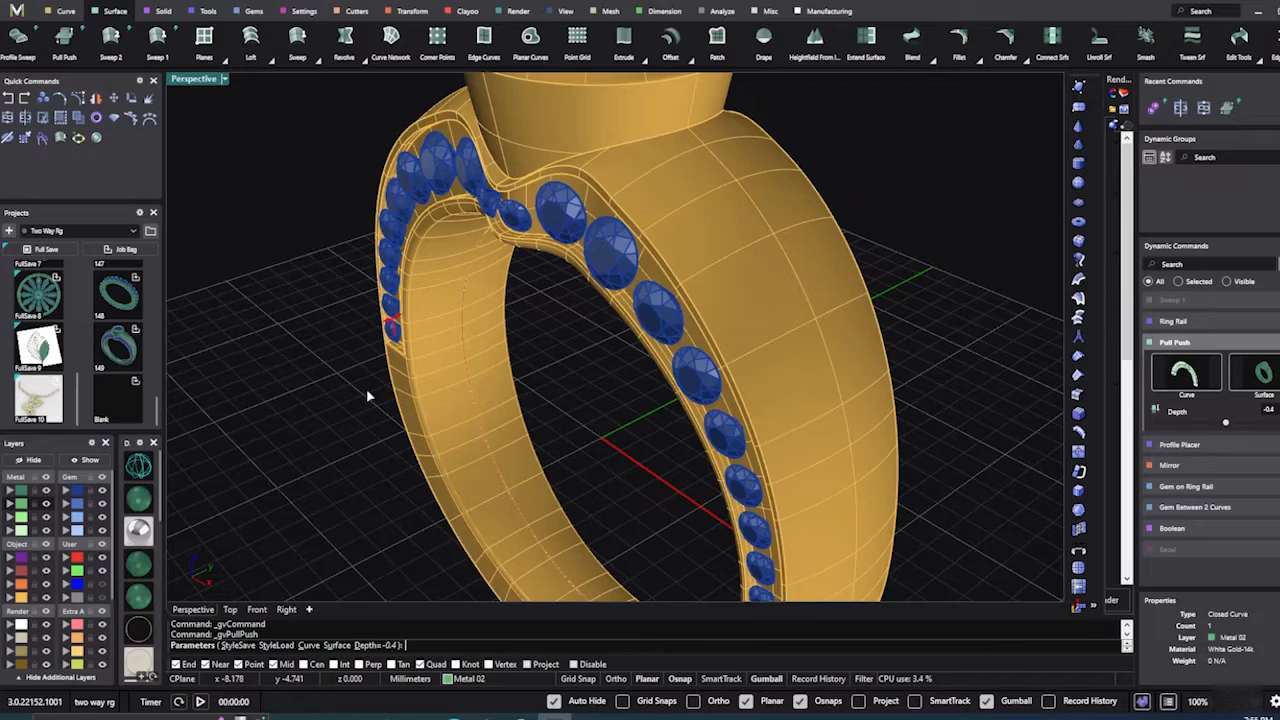 Curve Surface Solid Tools Gems Settings Cutters Transform Clayoo Render View Mesh Dimension Analyze Misc Manufacturing Search
Profile Sweep Pull Push Sweep 2 Sweep 1 Planes Loft Sweep Revolve Curve Network Corner Points Edge Curves Planar Curves Point Grid Extrude Offset Patch Drape Heightfield From I... Extend Surface Blend Fillet Chamfer Connect Srfs Unroll Srf Smash Tween Srf Edit Tools
Quick Commands
Perspective
Rend...
Recent Commands
Dynamic Groups
Search
Projects
Two Way Rg
Full Save Job Bag
FullSave 7 147
FullSave 8 148
FullSave 9 149
FullSave 10 Blank
Dynamic Commands
Search
All Selected Visible
Sweep 1
Ring Rail
Pull Push
Curve Surface
Depth -0.4
Profile Placer
Mirror
Gem on Ring Rail
Gem Between 2 Curves
Boolean
Bezel
Layers D.
Hide Show
Metal Gem
Object User
Render Extra A
Hide Additional Layers
z y x
Properties
Type Closed Curve
Count 1
Layer Metal 02
Material White Gold-14k
Weight 0 N/A
Perspective Top Front Right
Command: _gvCommand
Command: _gvPullPush
Parameters ( StyleSave StyleLoad Curve Surface Depth=-0.4 ):
End Near Point Mid Cen Int Perp Tan Quad Knot Vertex Project Disable
CPlane x -8.178 y -4.741 z 0.000 Millimeters Metal 02 Grid Snap Ortho Planar Osnap SmartTrack Gumball Record History Filter CPU use: 3.4 %
3.0.22152.1001 two way rg Timer 00:00:00 Auto Hide Grid Snaps Ortho Planar Osnaps Project SmartTrack Gumball Record History 100%